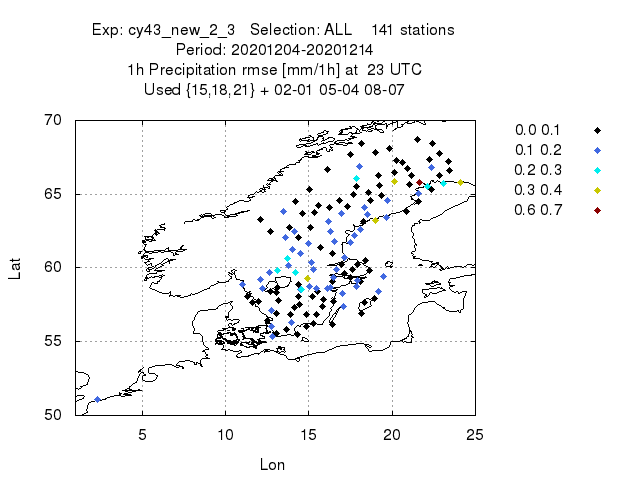 Exp: cy43_new_2_3 Selection: ALL 141 stations
Period: 20201204-20201214
1h Precipitation rmse [mm/1h] at 23 UTC
Used {15,18,21} + 02-01 05-04 08-07
70
65
60
55
50
Lat
5 10 15 20 25
Lon
0.0 0.1
0.1 0.2
0.2 0.3
0.3 0.4
0.6 0.7